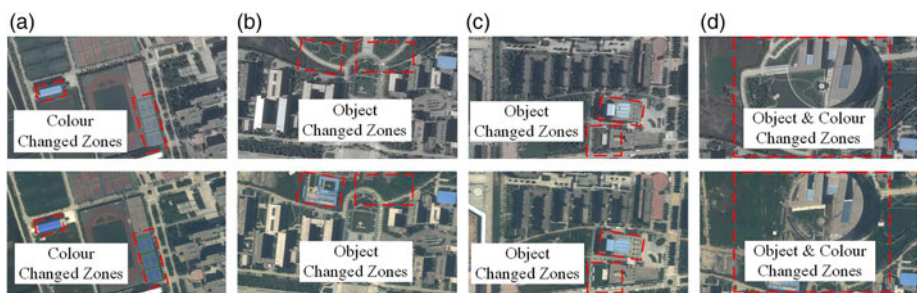 (a)
(b)
(c)
(d)
Colour
Changed Zones
Object
Changed Zones
Object
Changed Zones
Object & Colour
Changed Zones
Colour
Changed Zones
Object
Changed Zones
Object
Changed Zones
Object & Colour
Changed Zones